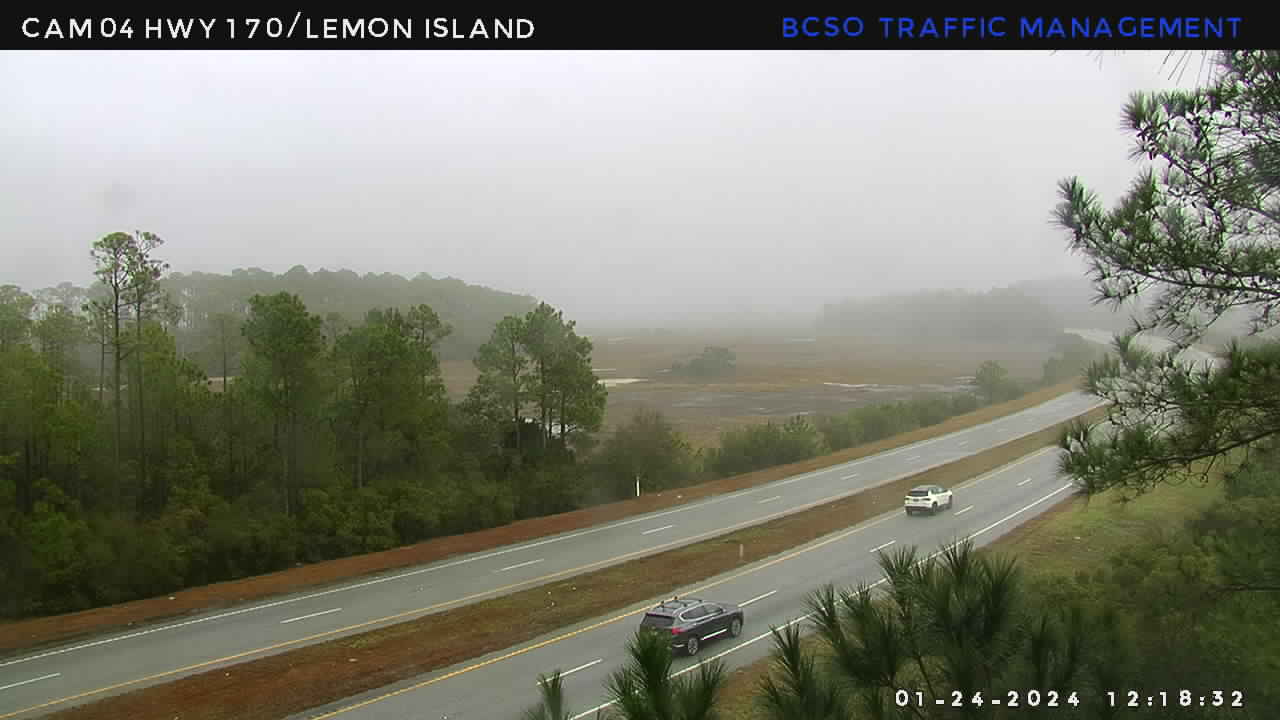 CAM04 HWY 170/LEMON ISLAND
BCSO TRAFFIC MANAGEMENT
01-24-2024 12:18:32